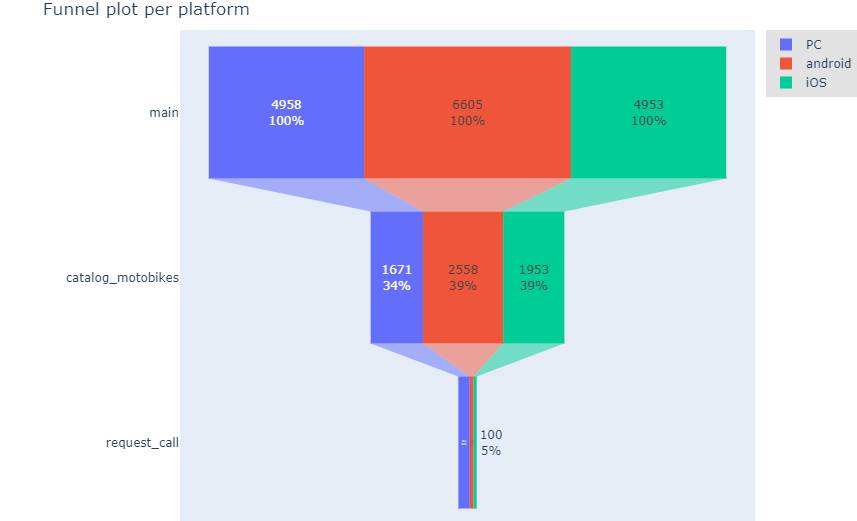 Funnel plot per platform
PC
android
iOS
main
4958
100%
6605
100%
4953
100%
catalog_motobikes
1671
34%
2558
39%
1953
39%
request_call
100
5%